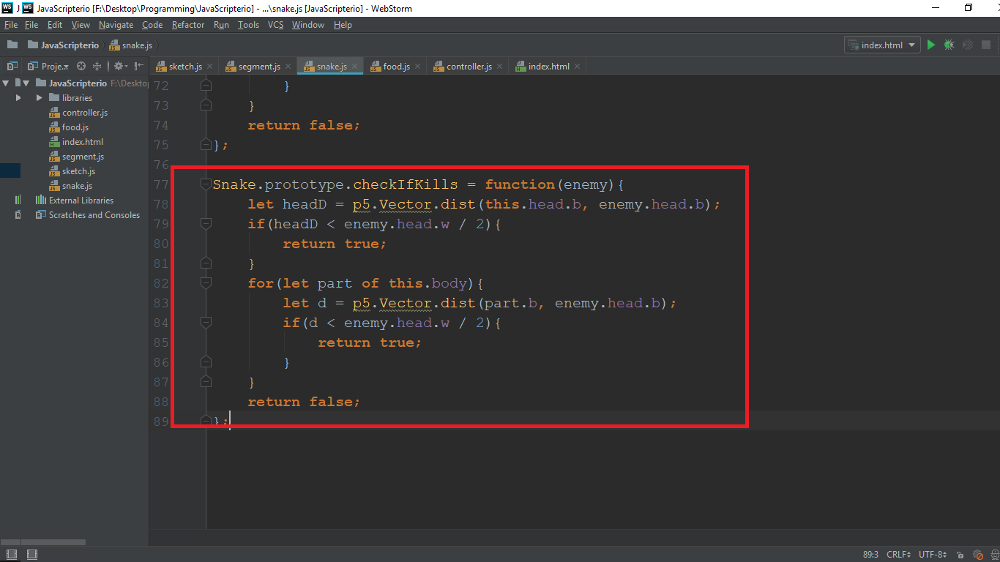 WS J WS JavaScripterio [F:\Desktop\Programming\JavaScripterio] - ...\snake.js [JavaScripterio] - WebStorm
File File Edit View Navigate Code Refactor Run Tools VCS Window Help
JavaScripterio snake.js index.html
Proje.. sketch.js segment.js snake.js food.js controller.js index.html
JavaScripterio F:\Deskto
libraries
controller.js
food.js
index.html
segment.js
sketch.js
snake.js
External Libraries
Scratches and Consoles
72 }
73 }
74 return false;
75 };
76
77 Snake.prototype.checkIfKills = function(enemy){
78 let headD = p5.Vector.dist(this.head.b, enemy.head.b);
79 if(headD < enemy.head.w / 2){
80 return true;
81 }
82 for(let part of this.body){
83 let d = p5.Vector.dist(part.b, enemy.head.b);
84 if(d < enemy.head.w / 2){
85 return true;
86 }
87 }
88 return false;
89 };
89:3 CRLF UTF-8